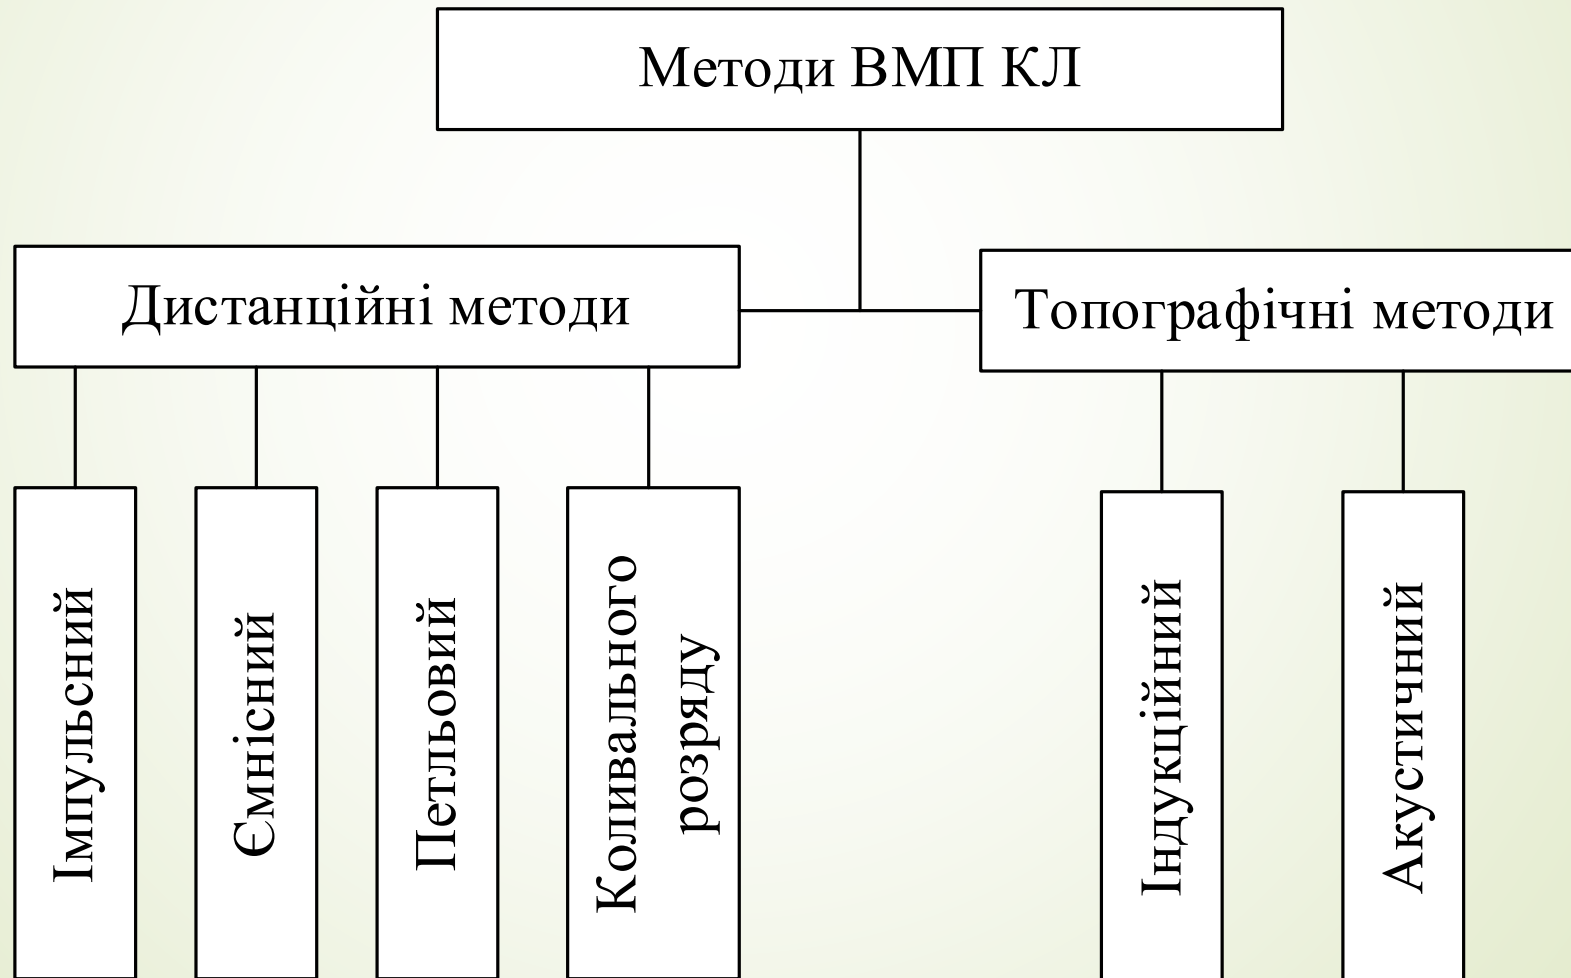 Методи ВМП КЛ
Дистанційні методи
Топографічні методи
Імпульсний
Ємнісний
Петльовий
Коливального
розряду
Індукційний
Акустичний